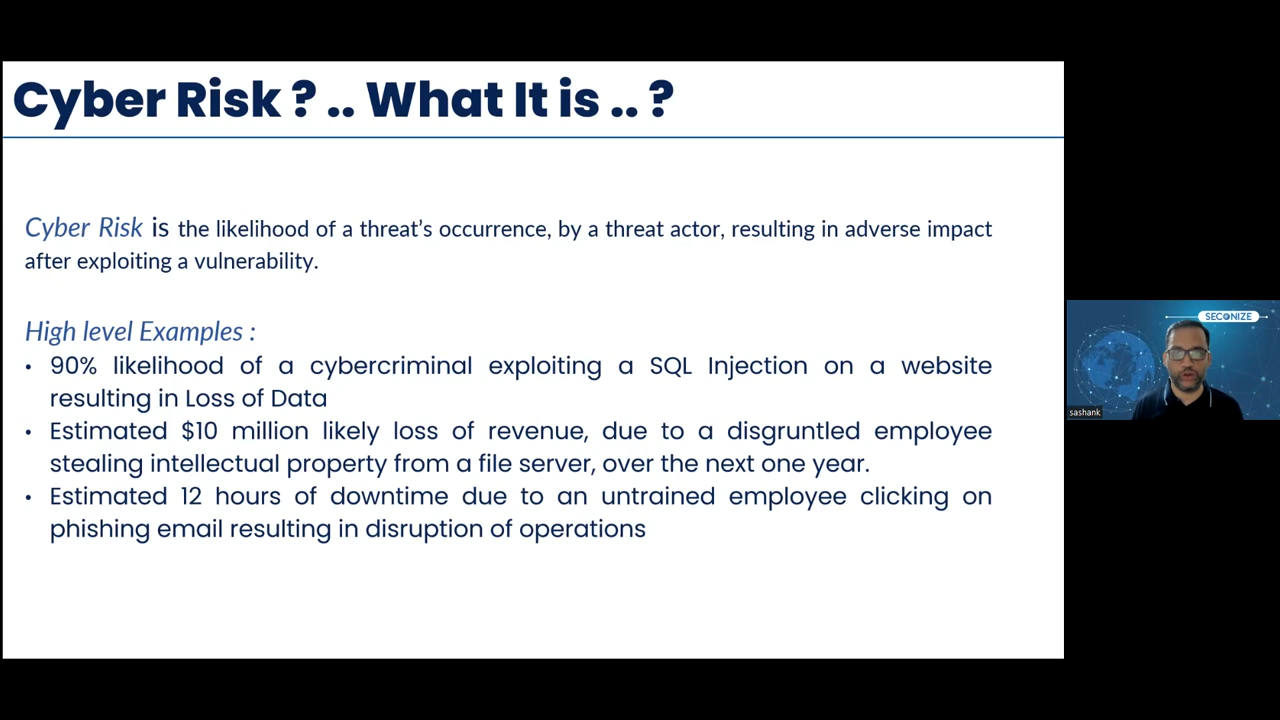 Cyber Risk ? .. What It is .. ?
Cyber Risk is the likelihood of a threat’s occurrence, by a threat actor, resulting in adverse impact
after exploiting a vulnerability.
High level Examples :
• 90% likelihood of a cybercriminal exploiting a SQL Injection on a website
resulting in Loss of Data
• Estimated $10 million likely loss of revenue, due to a disgruntled employee
stealing intellectual property from a file server, over the next one year.
• Estimated 12 hours of downtime due to an untrained employee clicking on
phishing email resulting in disruption of operations
SECONIZE
sashank